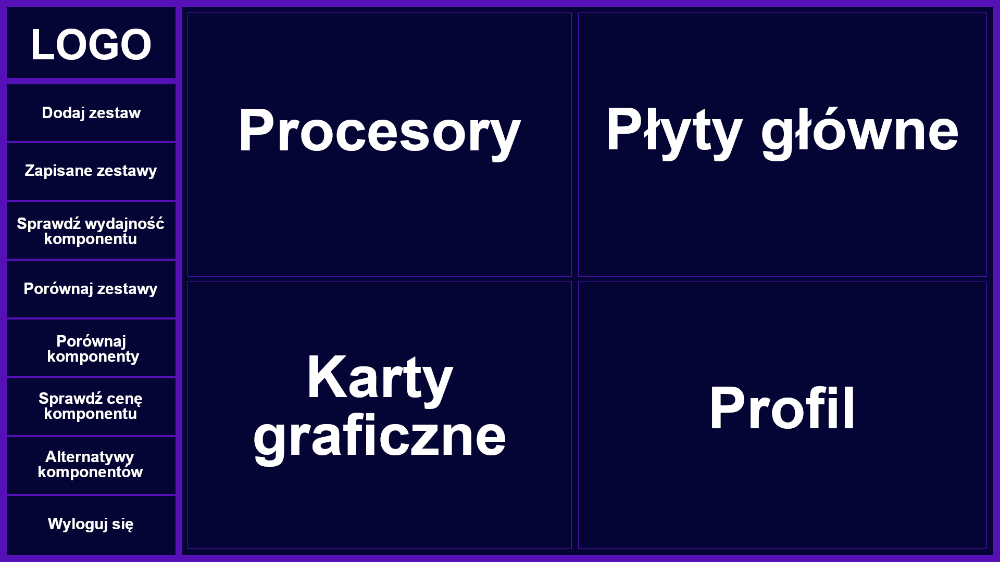 LOGO
Dodaj zestaw
Zapisane zestawy
Sprawdź wydajność
komponentu
Porównaj zestawy
Porównaj
komponenty
Sprawdź cenę
komponentu
Alternatywy
komponentów
Wyloguj się
Procesory
Płyty główne
Karty
graficzne
Profil